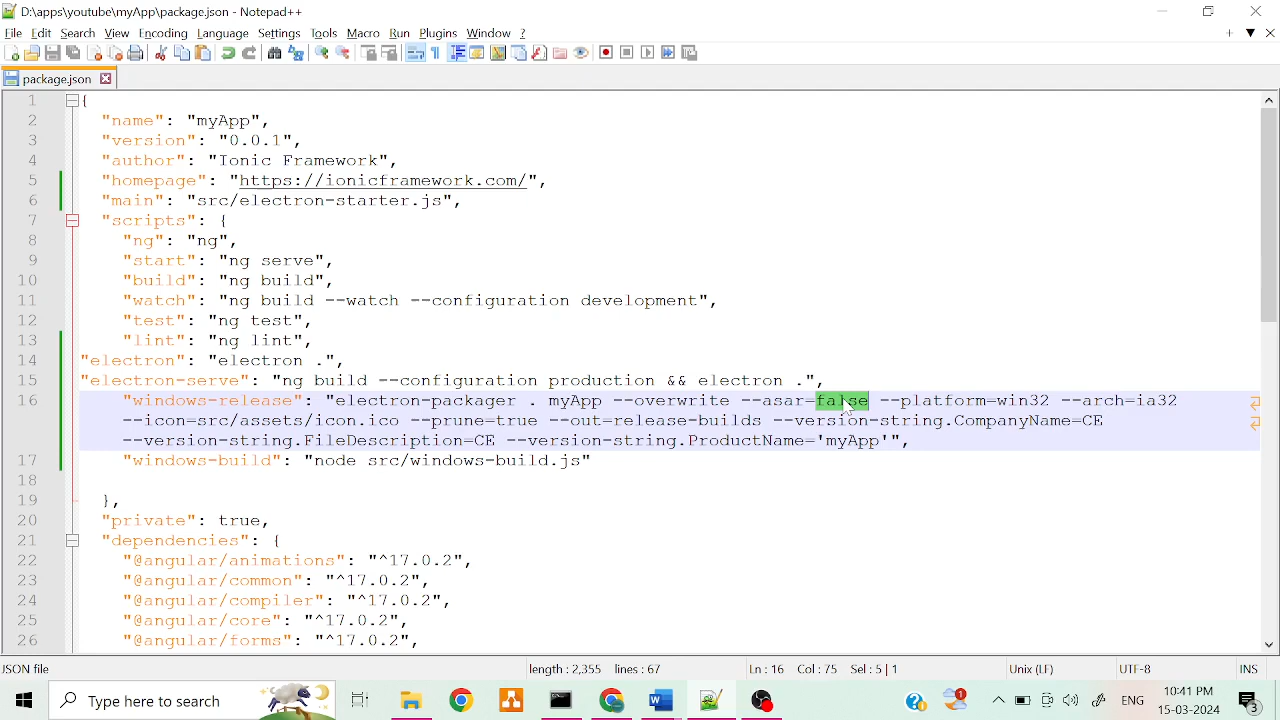 D:\apps\youtube\myApp\package.json - Notepad++
File Edit Search View Encoding Language Settings Tools Macro Run Plugins Window ?
package.json
1 {
2 "name": "myApp",
3 "version": "0.0.1",
4 "author": "Ionic Framework",
5 "homepage": "https://ionicframework.com/",
6 "main": "src/electron-starter.js",
7 "scripts": {
8 "ng": "ng",
9 "start": "ng serve",
10 "build": "ng build",
11 "watch": "ng build --watch --configuration development",
12 "test": "ng test",
13 "lint": "ng lint",
14 "electron": "electron .",
15 "electron-serve": "ng build --configuration production && electron .",
16 "windows-release": "electron-packager . myApp --overwrite --asar=false --platform=win32 --arch=ia32
--icon=src/assets/icon.ico --prune=true --out=release-builds --version-string.CompanyName=CE
--version-string.FileDescription=CE --version-string.ProductName='myApp'",
17 "windows-build": "node src/windows-build.js"
18
19 },
20 "private": true,
21 "dependencies": {
22 "@angular/animations": "^17.0.2",
23 "@angular/common": "^17.0.2",
24 "@angular/compiler": "^17.0.2",
25 "@angular/core": "^17.0.2",
26 "@angular/forms": "^17.0.2",
JSON file length : 2,355 lines : 67 Ln : 16 Col : 75 Sel : 5 | 1 Unix (LF) UTF-8 INS
Type here to search 1 ENG 10:41 PM
15-03-2024 3